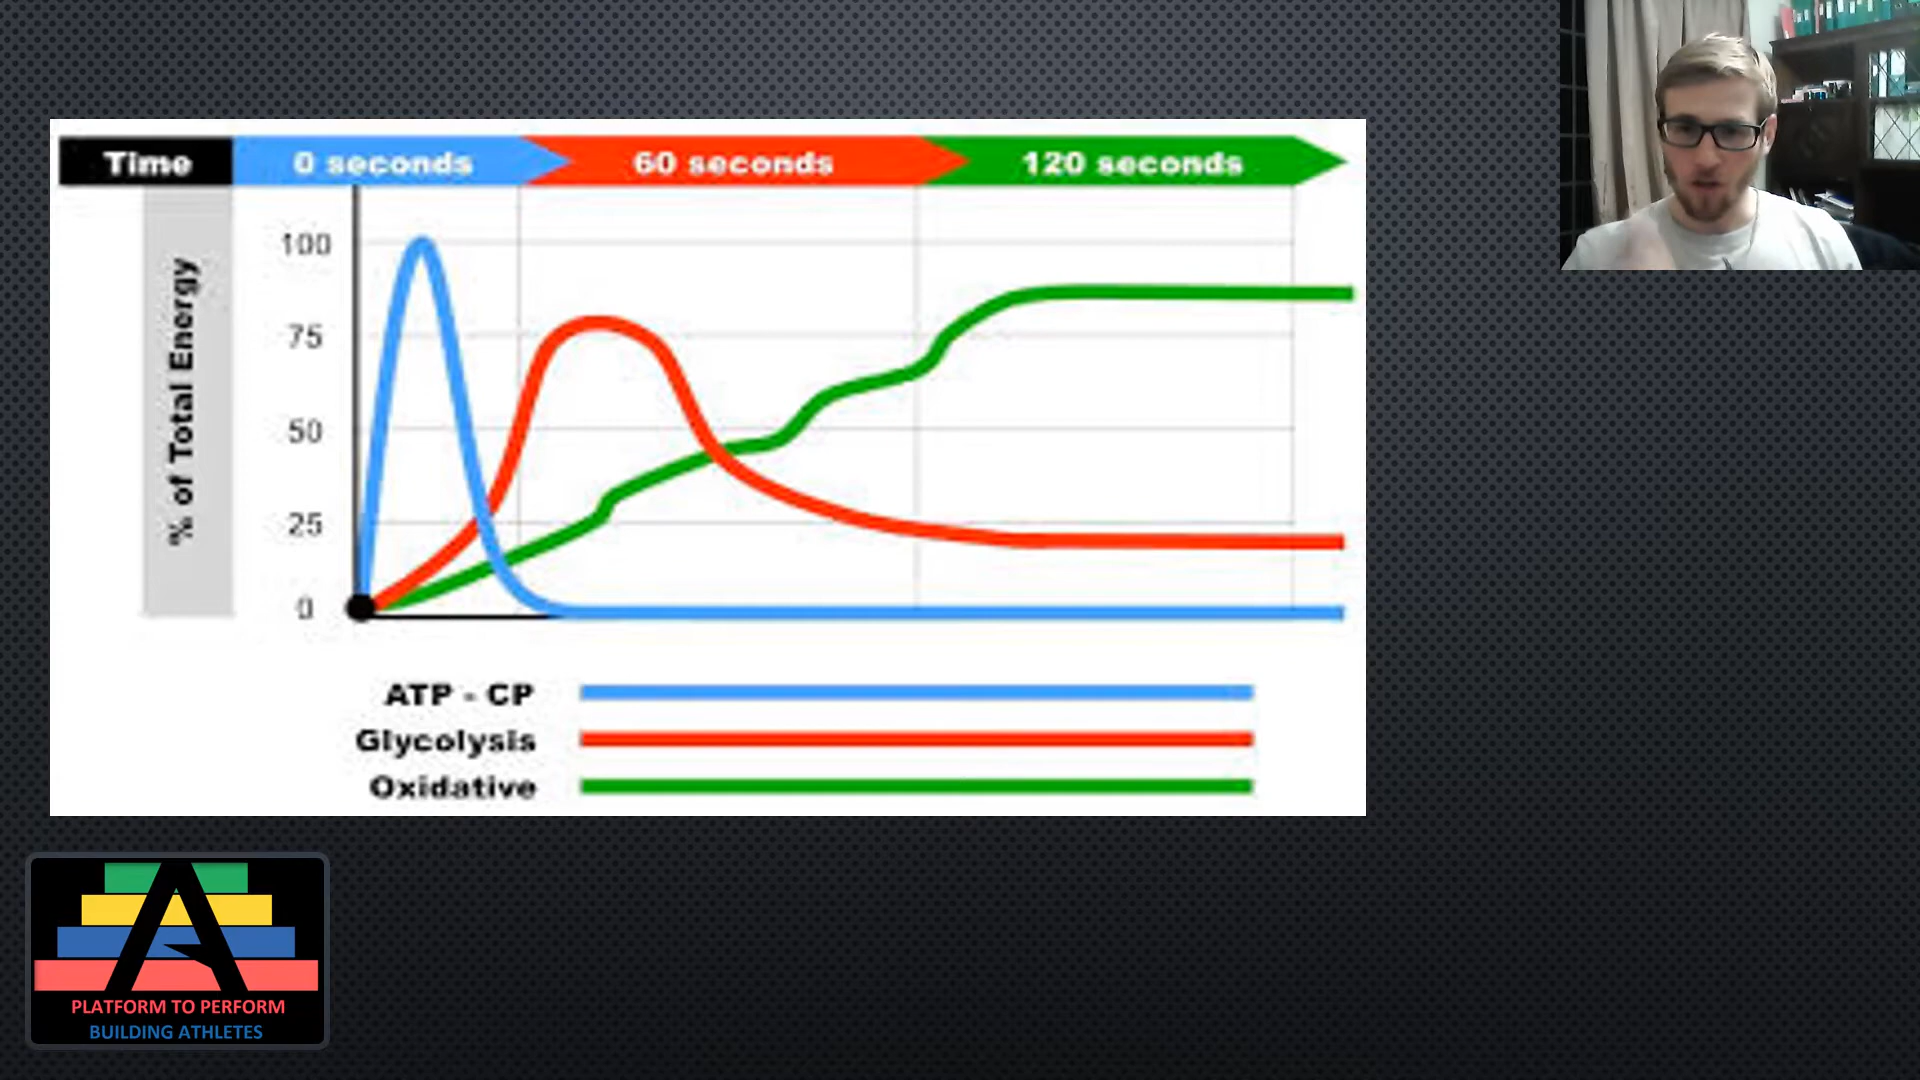 Time 0 seconds 60 seconds 120 seconds
% of Total Energy
100
75
50
25
0
ATP - CP
Glycolysis
Oxidative
PLATFORM TO PERFORM
BUILDING ATHLETES